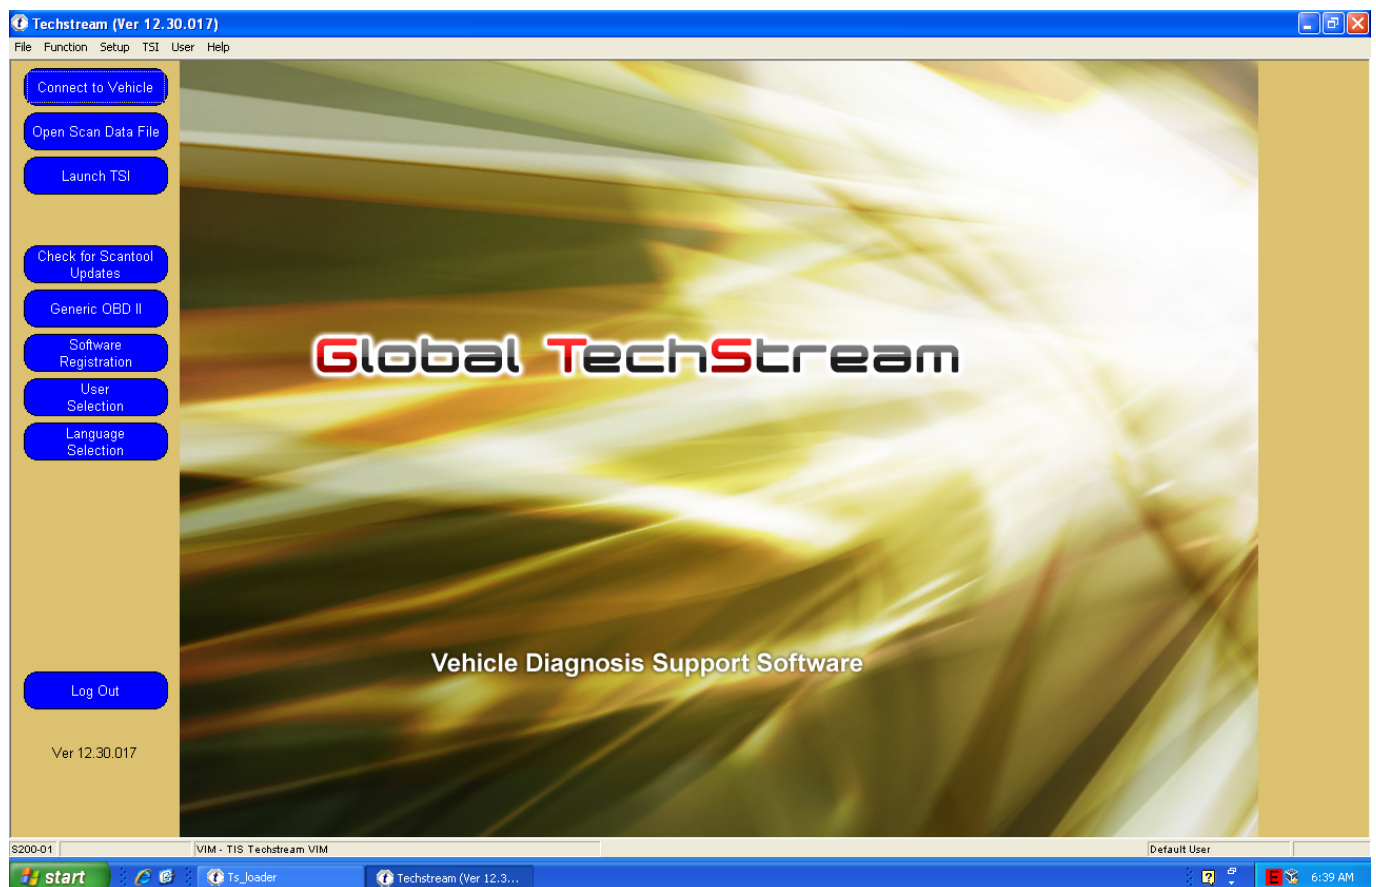 Techstream (Ver 12.30.017)
File Function Setup TSI User Help
Connect to Vehicle
Open Scan Data File
Launch TSI
Check for Scantool
Updates
Generic OBD II
Software
Registration
User
Selection
Language
Selection
Global TechStream
Vehicle Diagnosis Support Software
Log Out
Ver 12.30.017
S200-01 VIM - TIS Techstream VIM Default User
start Ts_loader Techstream (Ver 12.3... E 6:39 AM